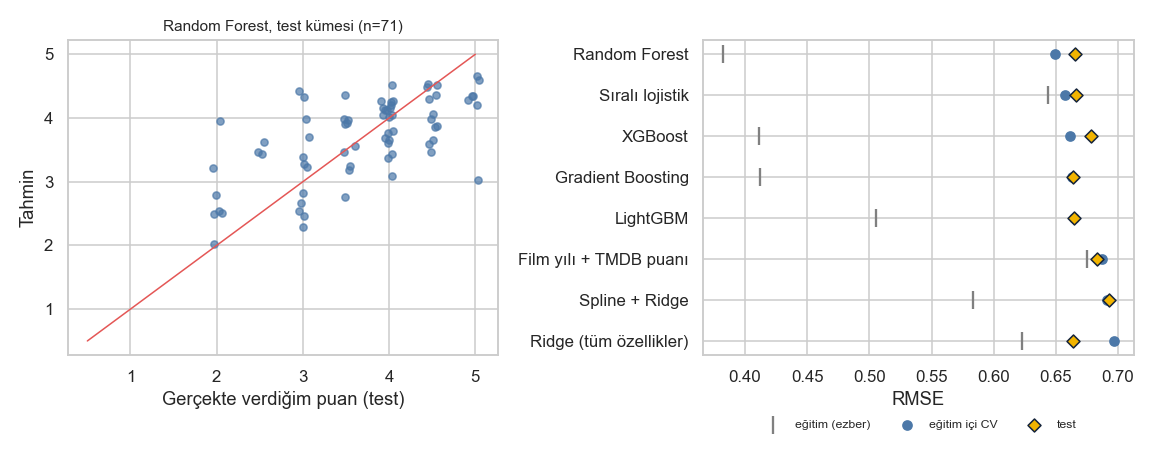 Random Forest, test kümesi (n=71)
5
4
3
2
1
Tahmin
1 2 3 4 5
Gerçekte verdiğim puan (test)
Random Forest
Sıralı lojistik
XGBoost
Gradient Boosting
LightGBM
Film yılı + TMDB puanı
Spline + Ridge
Ridge (tüm özellikler)
0.40 0.45 0.50 0.55 0.60 0.65 0.70
RMSE
eğitim (ezber) eğitim içi CV test